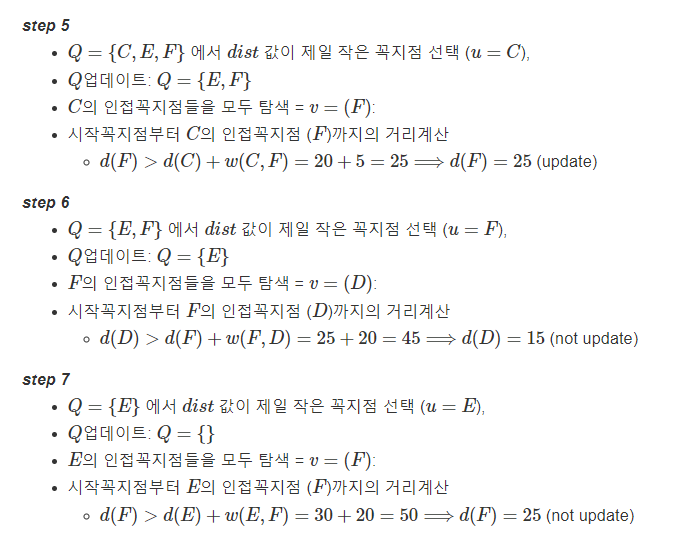 step 5
• Q = {C, E, F} 에서 dist 값이 제일 작은 꼭지점 선택 (u = C),
• Q업데이트: Q = {E, F}
• C의 인접꼭지점들을 모두 탐색 = v = (F):
• 시작꼭지점부터 C의 인접꼭지점 (F)까지의 거리계산
◦ d(F) > d(C) + w(C, F) = 20 + 5 = 25 ⟹ d(F) = 25 (update)
step 6
• Q = {E, F} 에서 dist 값이 제일 작은 꼭지점 선택 (u = F),
• Q업데이트: Q = {E}
• F의 인접꼭지점들을 모두 탐색 = v = (D):
• 시작꼭지점부터 F의 인접꼭지점 (D)까지의 거리계산
◦ d(D) > d(F) + w(F, D) = 25 + 20 = 45 ⟹ d(D) = 15 (not update)
step 7
• Q = {E} 에서 dist 값이 제일 작은 꼭지점 선택 (u = E),
• Q업데이트: Q = {}
• E의 인접꼭지점들을 모두 탐색 = v = (F):
• 시작꼭지점부터 E의 인접꼭지점 (F)까지의 거리계산
◦ d(F) > d(E) + w(E, F) = 30 + 20 = 50 ⟹ d(F) = 25 (not update)